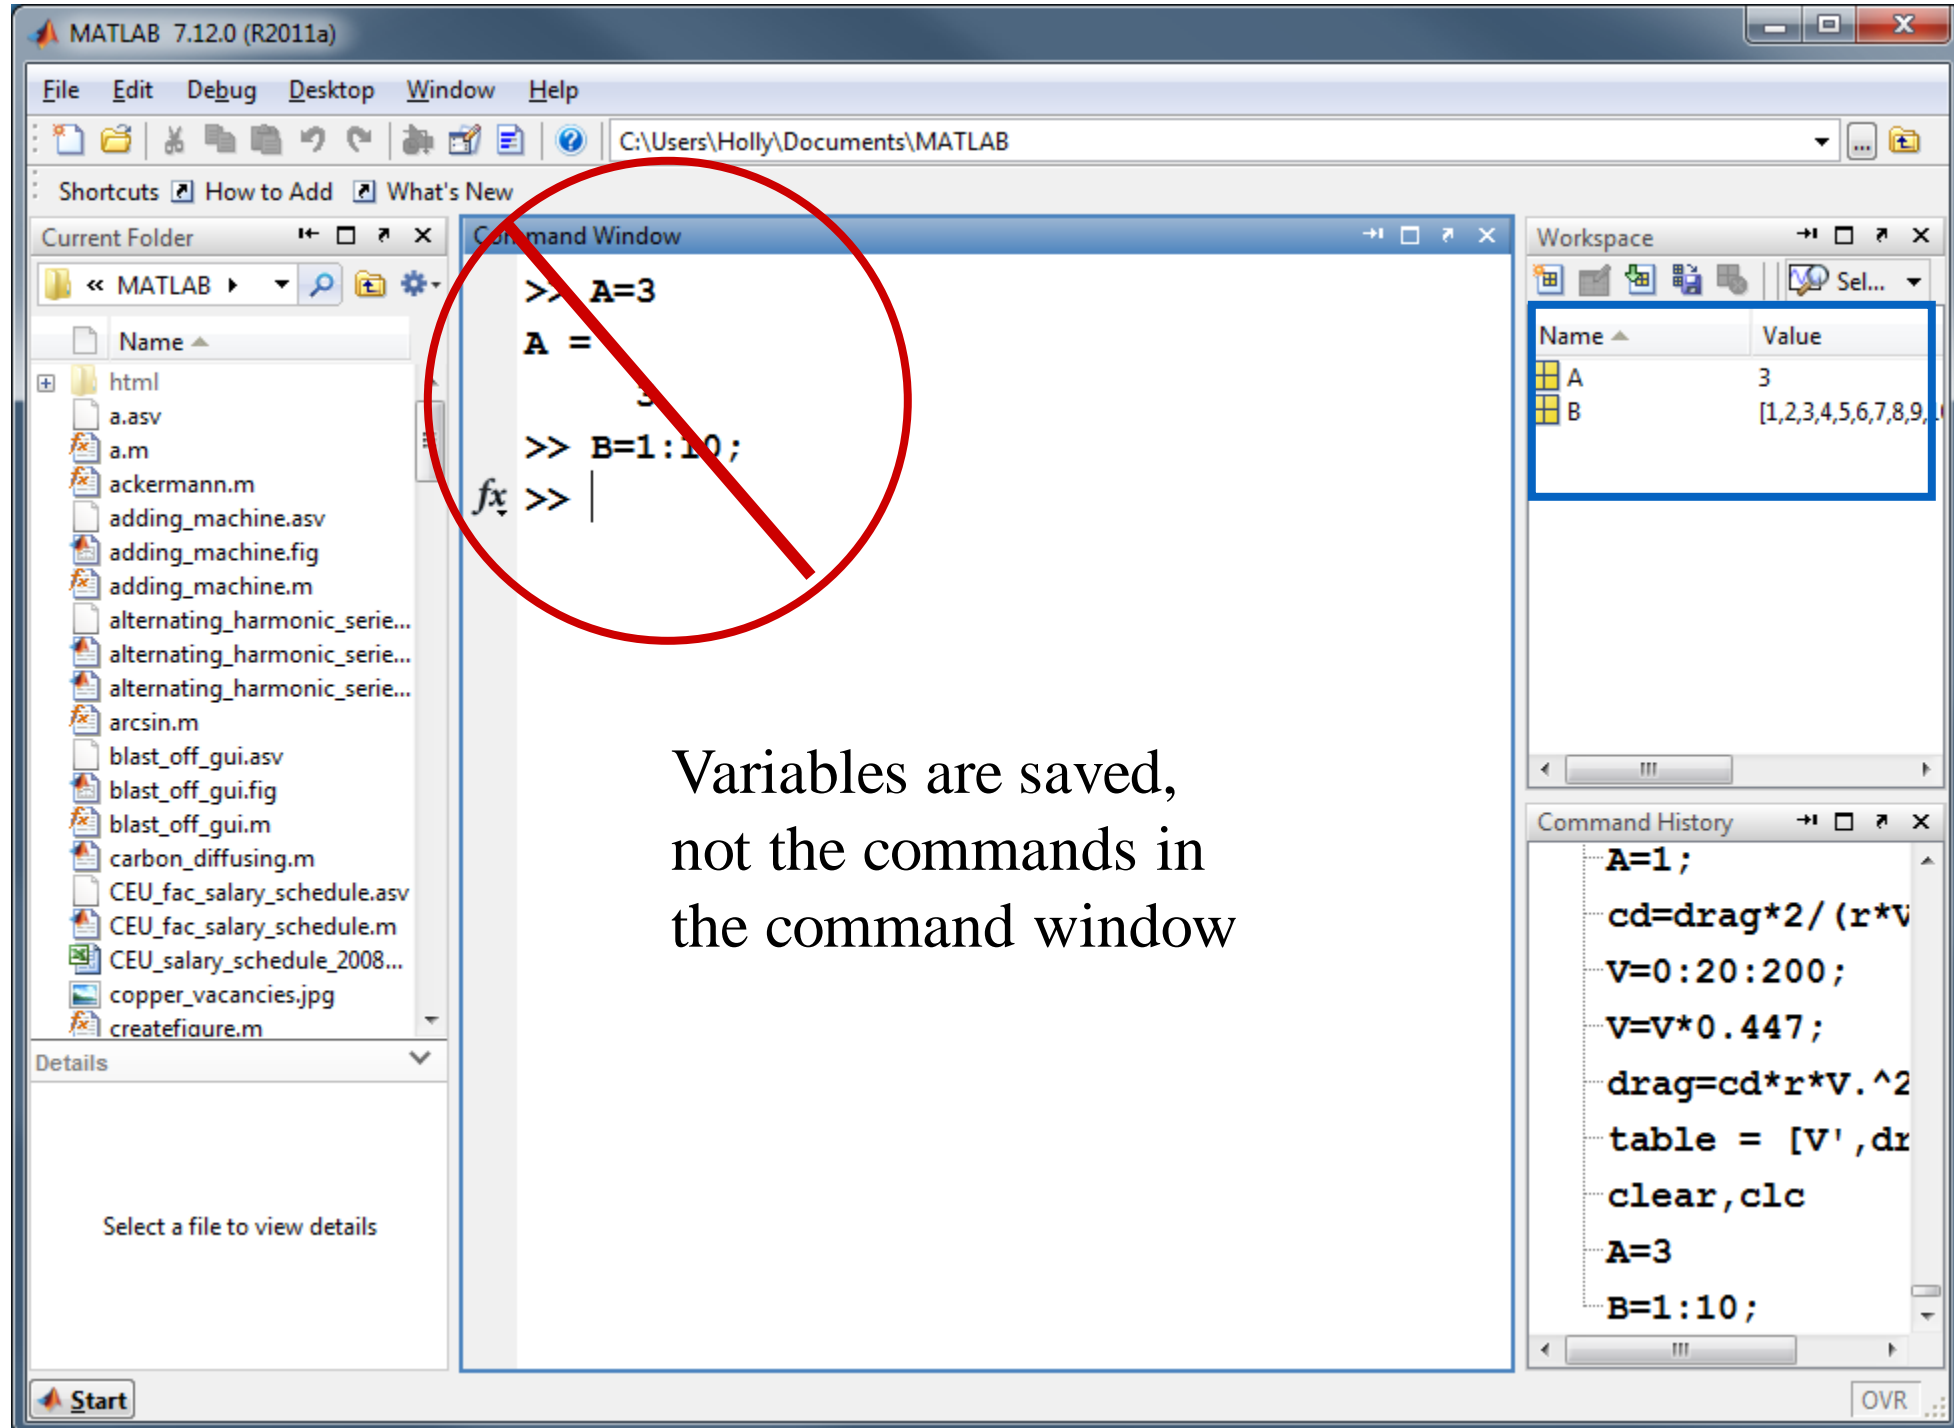 MATLAB 7.12.0 (R2011a)
File Edit Debug Desktop Window Help
C:\Users\Holly\Documents\MATLAB
Shortcuts How to Add What's New
Current Folder
« MATLAB
Name
html
a.asv
a.m
ackermann.m
adding_machine.asv
adding_machine.fig
adding_machine.m
alternating_harmonic_serie...
alternating_harmonic_serie...
alternating_harmonic_serie...
arcsin.m
blast_off_gui.asv
blast_off_gui.fig
blast_off_gui.m
carbon_diffusing.m
CEU_fac_salary_schedule.asv
CEU_fac_salary_schedule.m
CEU_salary_schedule_2008...
copper_vacancies.jpg
createfigure.m
Details
Select a file to view details
Command Window
>> A=3
A =
3
>> B=1:10;
fx >>
Variables are saved,
not the commands in
the command window
Workspace
Sel...
Name Value
A 3
B [1,2,3,4,5,6,7,8,9,
Command History
A=1;
cd=drag*2/(r*V
V=0:20:200;
V=V*0.447;
drag=cd*r*V.^2
table = [V',dr
clear,clc
A=3
B=1:10;
Start
OVR